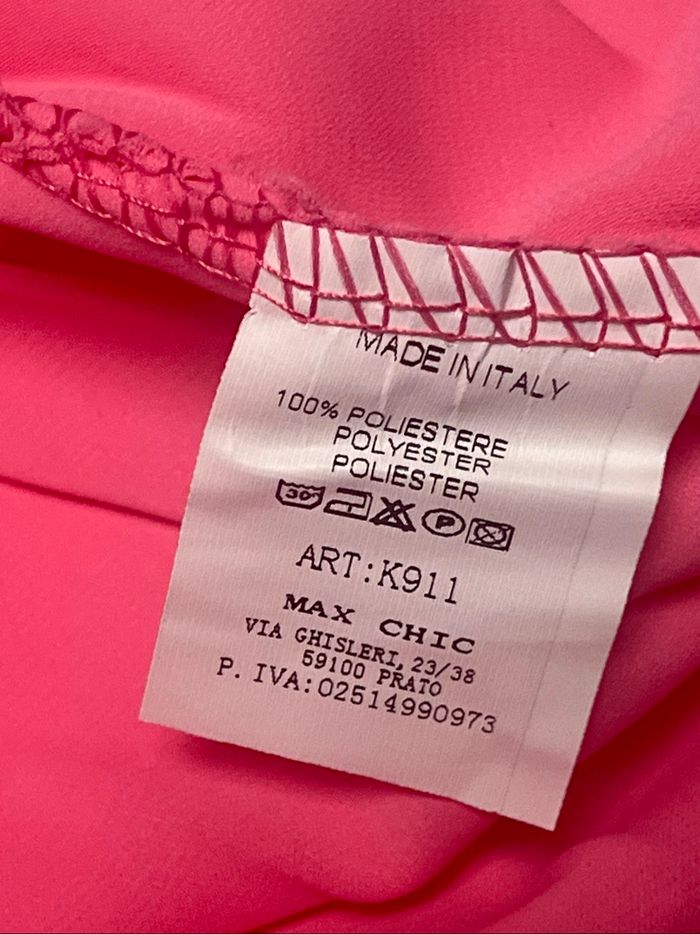 MADE IN ITALY
100% POLIESTERE
POLYESTER
POLIESTER
30°
P
ART:K911
MAX CHIC
VIA GHISLERI, 23/38
59100 PRATO
P. IVA:02514990973